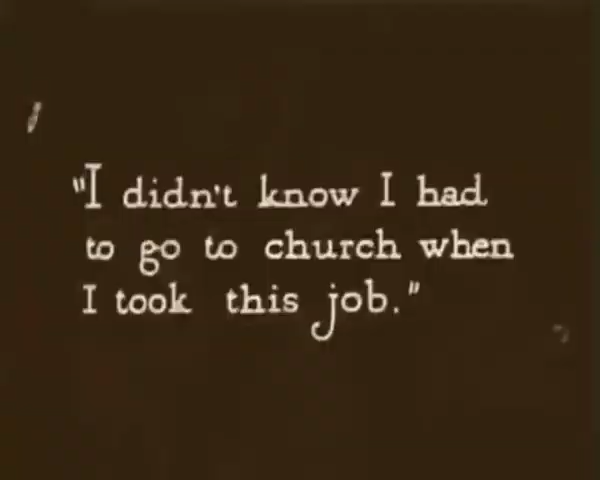 "I didn't know I had
to go to church when
I took this job."